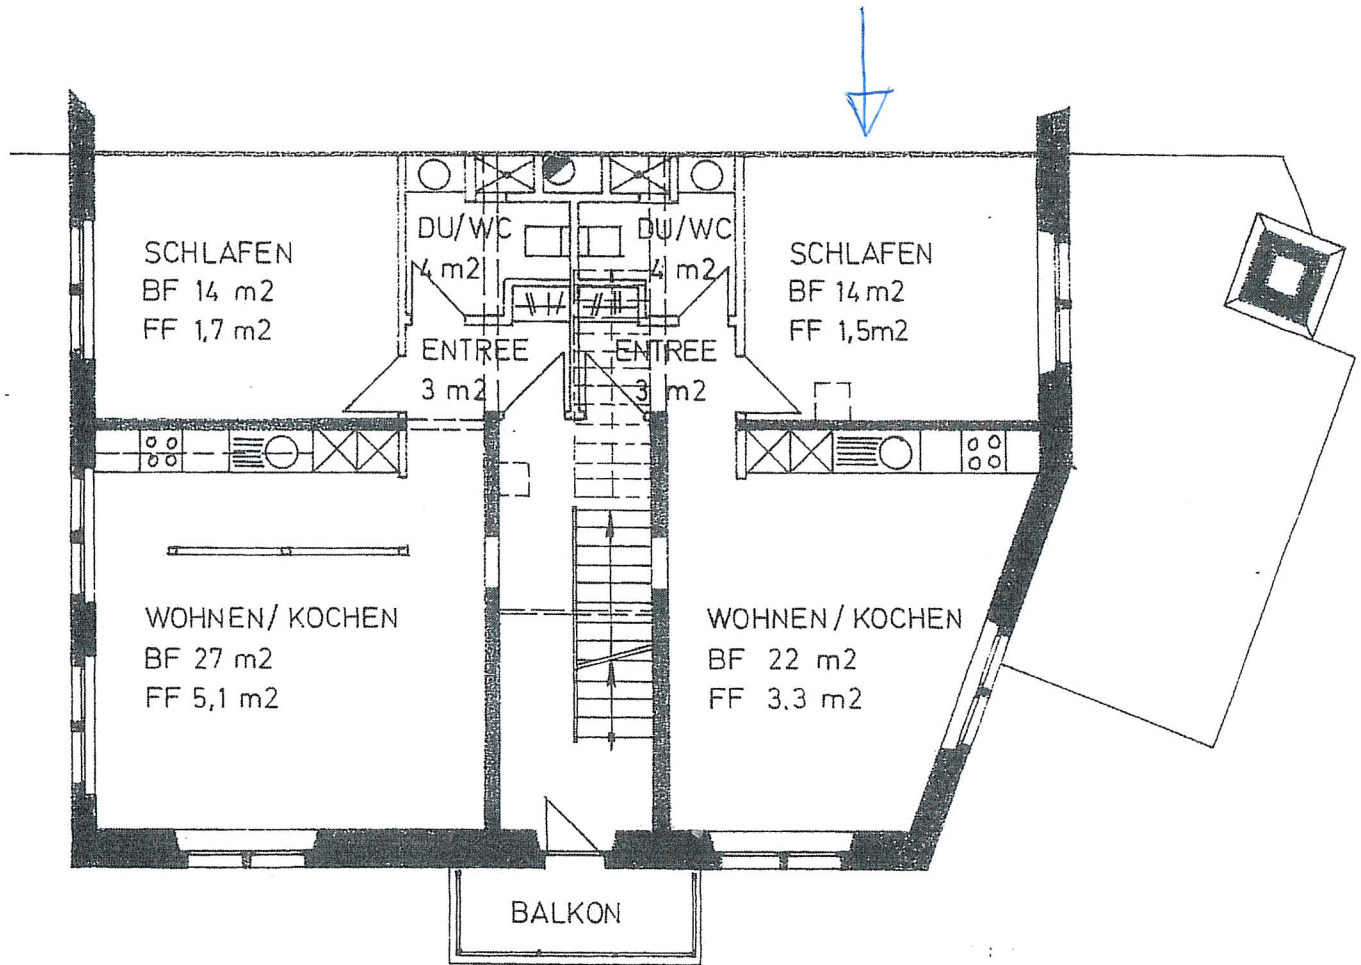 DU/WC
4 m2
DU/WC
4 m2
SCHLAFEN
BF 14 m2
FF 1,7 m2
SCHLAFEN
BF 14 m2
FF 1,5m2
ENTREE
3 m2
ENTREE
3 m2
WOHNEN/ KOCHEN
BF 27 m2
FF 5,1 m2
WOHNEN / KOCHEN
BF 22 m2
FF 3.3 m2
BALKON